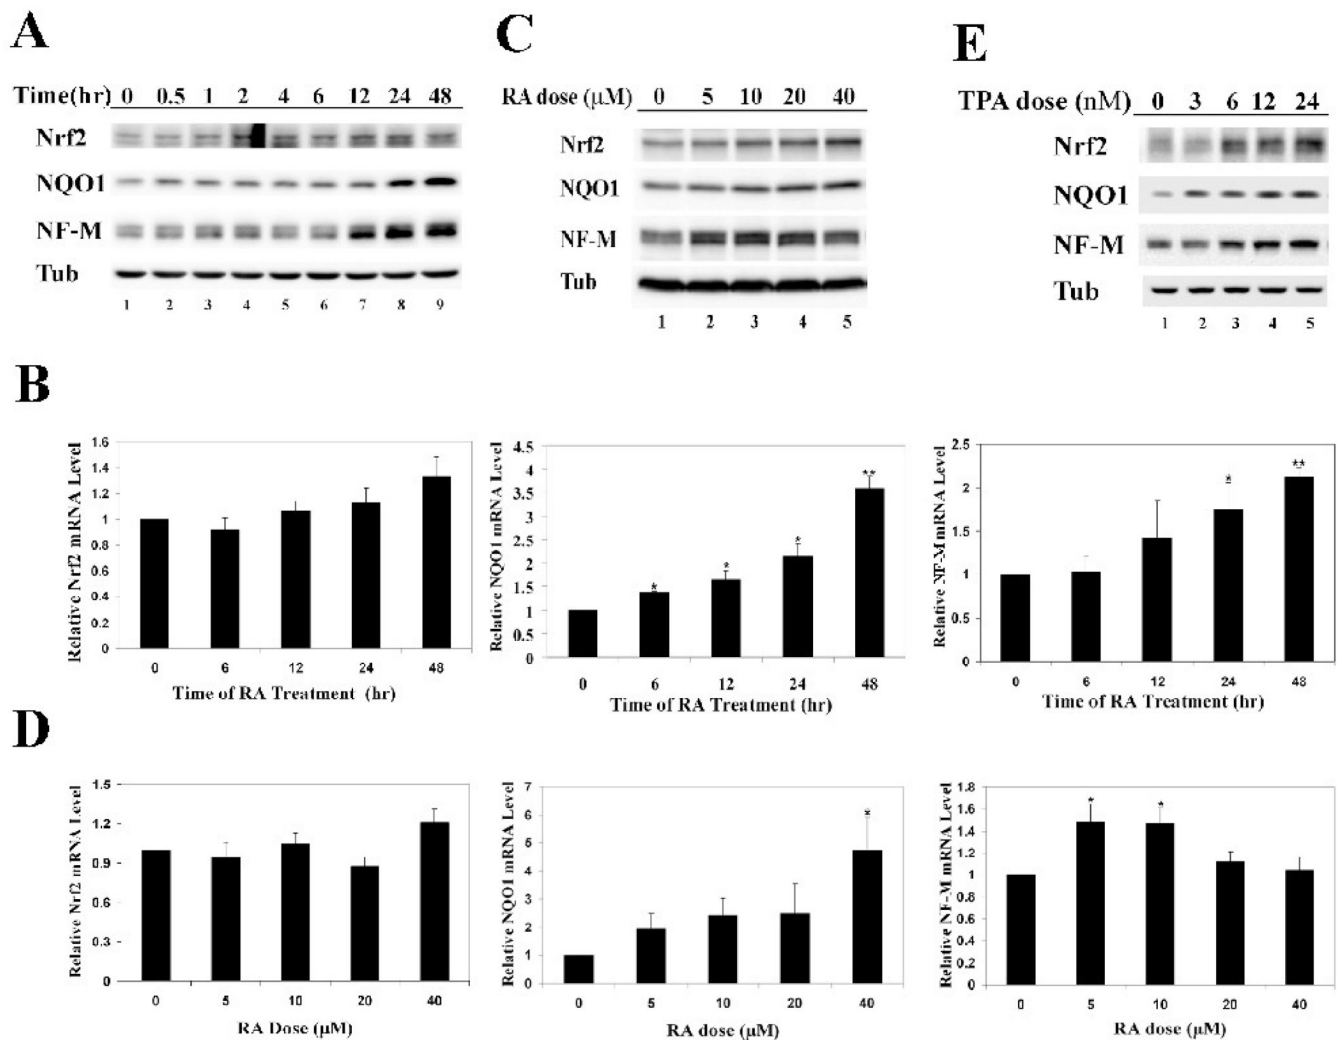 A
Time(hr) 0 0.5 1 2 4 6 12 24 48
Nrf2
NQO1
NF-M
Tub
1 2 3 4 5 6 7 8 9
C
RA dose (μM) 0 5 10 20 40
Nrf2
NQO1
NF-M
Tub
1 2 3 4 5
E
TPA dose (nM) 0 3 6 12 24
Nrf2
NQO1
NF-M
Tub
1 2 3 4 5
B
Relative Nrf2 mRNA Level
1.6
1.4
1.2
1
0.8
0.6
0.4
0.2
0
0 6 12 24 48
Time of RA Treatment (hr)
Relative NQO1 mRNA Level
4.5
4
3.5
3
2.5
2
1.5
1
0.5
0
* * * **
0 6 12 24 48
Time of RA Treatment (hr)
Relative NF-M mRNA Level
2.5
2
1.5
1
0.5
0
* **
0 6 12 24 48
Time of RA Treatment (hr)
D
Relative Nrf2 mRNA Level
1.5
1.2
0.9
0.6
0.3
0
0 5 10 20 40
RA Dose (μM)
Relative NQO1 mRNA Level
7
6
5
4
3
2
1
0
*
0 5 10 20 40
RA dose (μM)
Relative NF-M mRNA Level
1.8
1.6
1.4
1.2
1
0.8
0.6
0.4
0.2
0
* *
0 5 10 20 40
RA dose (μM)